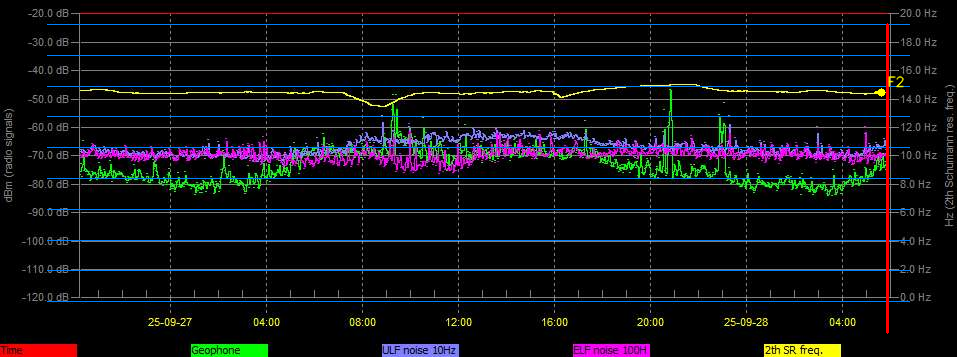 -20.0 dB 20.0 Hz
-30.0 dB 18.0 Hz
-40.0 dB 16.0 Hz
F2
-50.0 dB 14.0 Hz
-60.0 dB 12.0 Hz
-70.0 dB 10.0 Hz
-80.0 dB 8.0 Hz
-90.0 dB 6.0 Hz
-100.0 dB 4.0 Hz
-110.0 dB 2.0 Hz
-120.0 dB 0.0 Hz
dBm (radio signals)
Hz (2th Schumann res. freq.)
25-09-27 04:00 08:00 12:00 16:00 20:00 25-09-28 04:00
Time Geophone ULF noise 10Hz ELF noise 100H 2th SR freq.